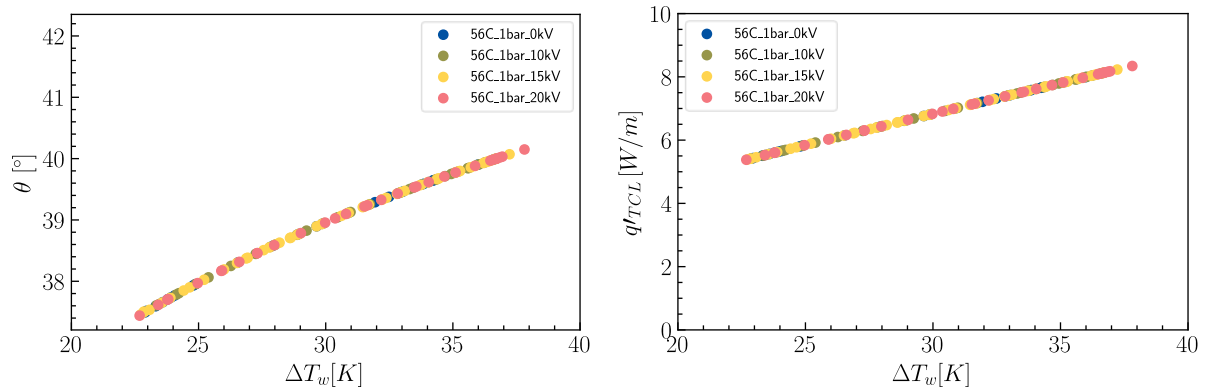 42
41
40
39
38
θ [°]
20
25
30
35
40
ΔT_w[K]
56C_1bar_0kV
56C_1bar_10kV
56C_1bar_15kV
56C_1bar_20kV
10
8
6
4
2
0
q′_{TCL} [W/m]
20
25
30
35
40
ΔT_w[K]
56C_1bar_0kV
56C_1bar_10kV
56C_1bar_15kV
56C_1bar_20kV